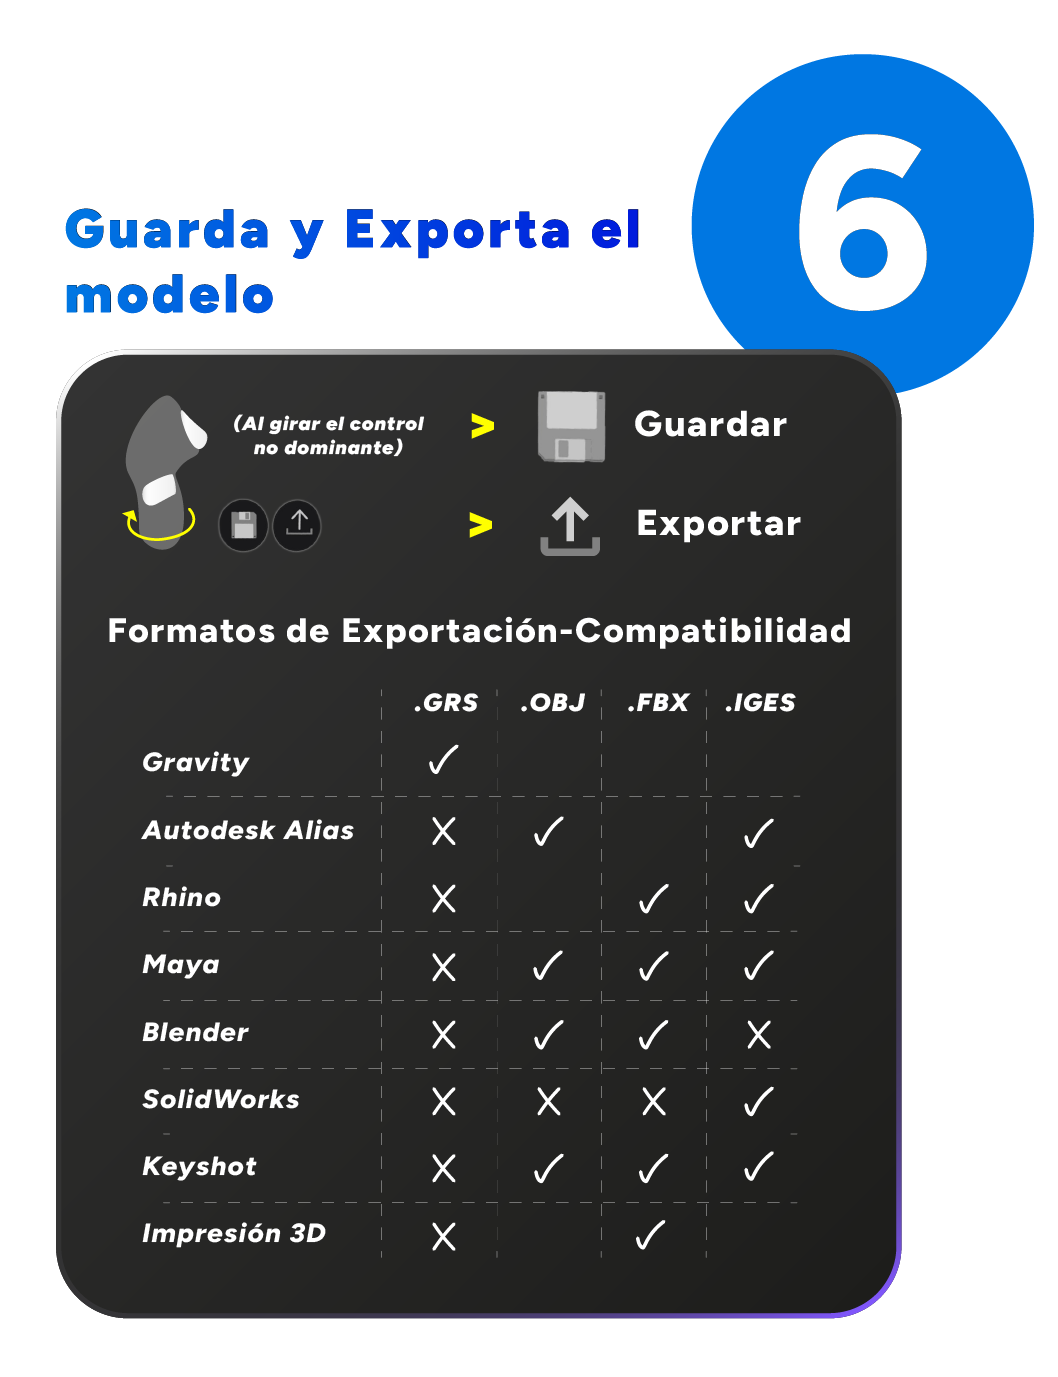 6
Guarda y Exporta el
modelo
(Al girar el control
no dominante)
> Guardar
> Exportar
Formatos de Exportación-Compatibilidad
.GRS .OBJ .FBX .IGES
Gravity ✓
Autodesk Alias X ✓ ✓
Rhino X ✓ ✓
Maya X ✓ ✓ ✓
Blender X ✓ ✓ X
SolidWorks X X X ✓
Keyshot X ✓ ✓ ✓
Impresión 3D X ✓